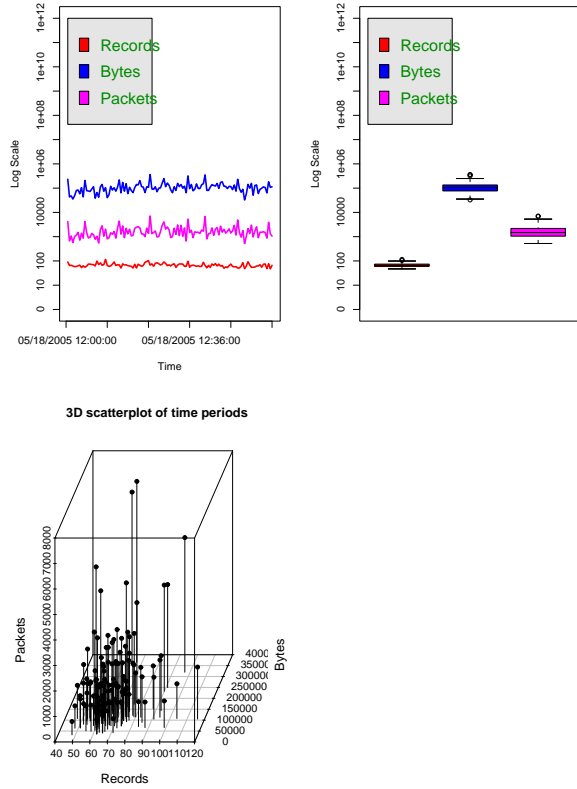 Log Scale
1e+12
1e+10
1e+08
1e+06
10000
100
0
Records
Bytes
Packets
05/18/2005 12:00:00
05/18/2005 12:36:00
Time
Log Scale
1e+12
1e+10
1e+08
1e+06
10000
100
0
Records
Bytes
Packets
3D scatterplot of time periods
Packets
8000
7000
6000
5000
4000
3000
2000
1000
0
40 50 60 70 80 90 100 110 120
Records
Bytes
350000
300000
250000
200000
150000
100000
50000
0